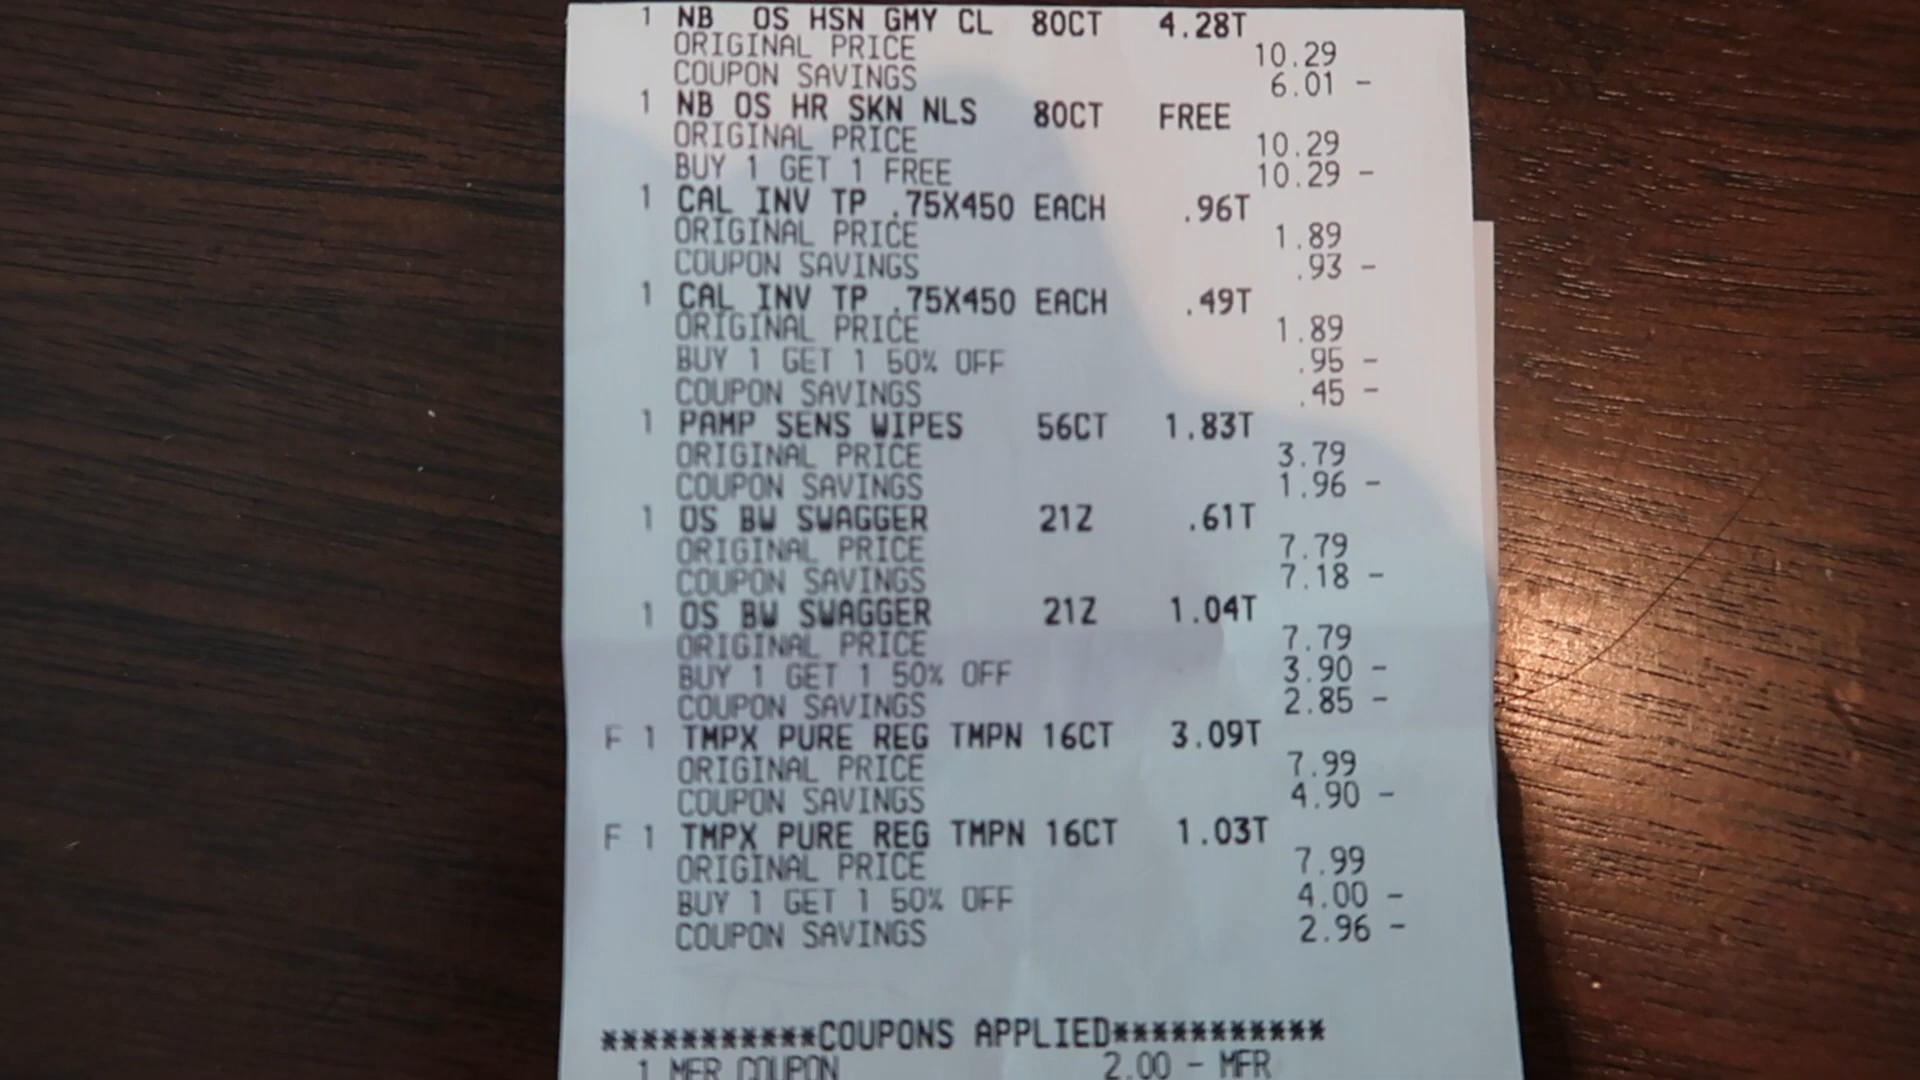 1 NB OS HSN GMY CL 80CT 4.28T
ORIGINAL PRICE 10.29
COUPON SAVINGS 6.01 -
1 NB OS HR SKN NLS 80CT FREE
ORIGINAL PRICE 10.29
BUY 1 GET 1 FREE 10.29 -
1 CAL INV TP .75X450 EACH .96T
ORIGINAL PRICE 1.89
COUPON SAVINGS .93 -
1 CAL INV TP .75X450 EACH .49T
ORIGINAL PRICE 1.89
BUY 1 GET 1 50% OFF .95 -
COUPON SAVINGS .45 -
1 PAMP SENS WIPES 56CT 1.83T
ORIGINAL PRICE 3.79
COUPON SAVINGS 1.96 -
1 OS BW SWAGGER 21Z .61T
ORIGINAL PRICE 7.79
COUPON SAVINGS 7.18 -
1 OS BW SWAGGER 21Z 1.04T
ORIGINAL PRICE 7.79
BUY 1 GET 1 50% OFF 3.90 -
COUPON SAVINGS 2.85 -
F 1 TMPX PURE REG TMPN 16CT 3.09T
ORIGINAL PRICE 7.99
COUPON SAVINGS 4.90 -
F 1 TMPX PURE REG TMPN 16CT 1.03T
ORIGINAL PRICE 7.99
BUY 1 GET 1 50% OFF 4.00 -
COUPON SAVINGS 2.96 -
***********COUPONS APPLIED***********
1 MFR COUPON 2.00 - MFR